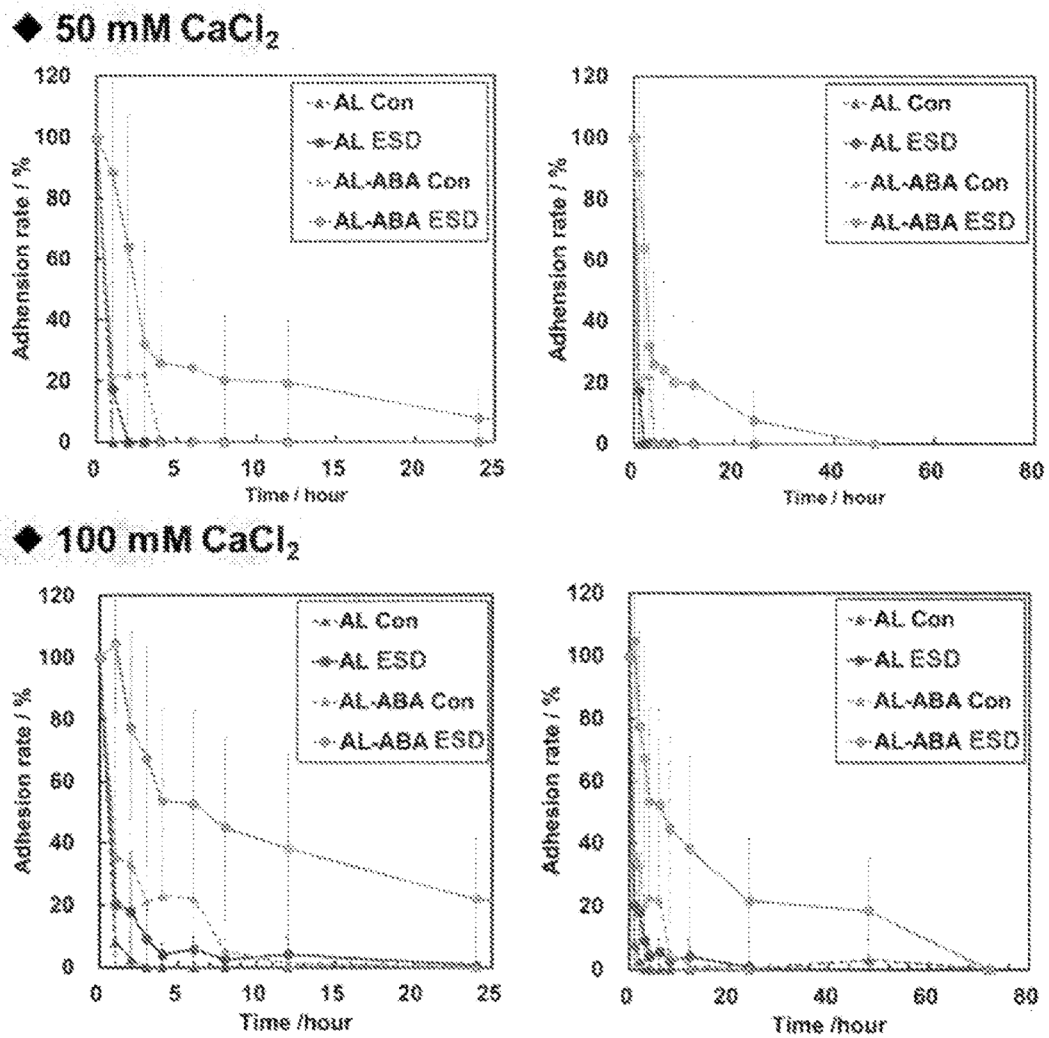 ◆ 50 mM CaCl₂
120
100
80
60
40
20
0
Adhension rate / %
AL Con
AL ESD
AL-ABA Con
AL-ABA ESD
0 5 10 15 20 25
Time / hour
120
100
80
60
40
20
0
Adhension rate / %
AL Con
AL ESD
AL-ABA Con
AL-ABA ESD
0 20 40 60 80
Time / hour
◆ 100 mM CaCl₂
120
100
80
60
40
20
0
Adhesion rate / %
AL Con
AL ESD
AL-ABA Con
AL-ABA ESD
0 5 10 15 20 25
Time /hour
120
100
80
60
40
20
0
Adhesion rate / %
AL Con
AL ESD
AL-ABA Con
AL-ABA ESD
0 20 40 60 80
Time /hour